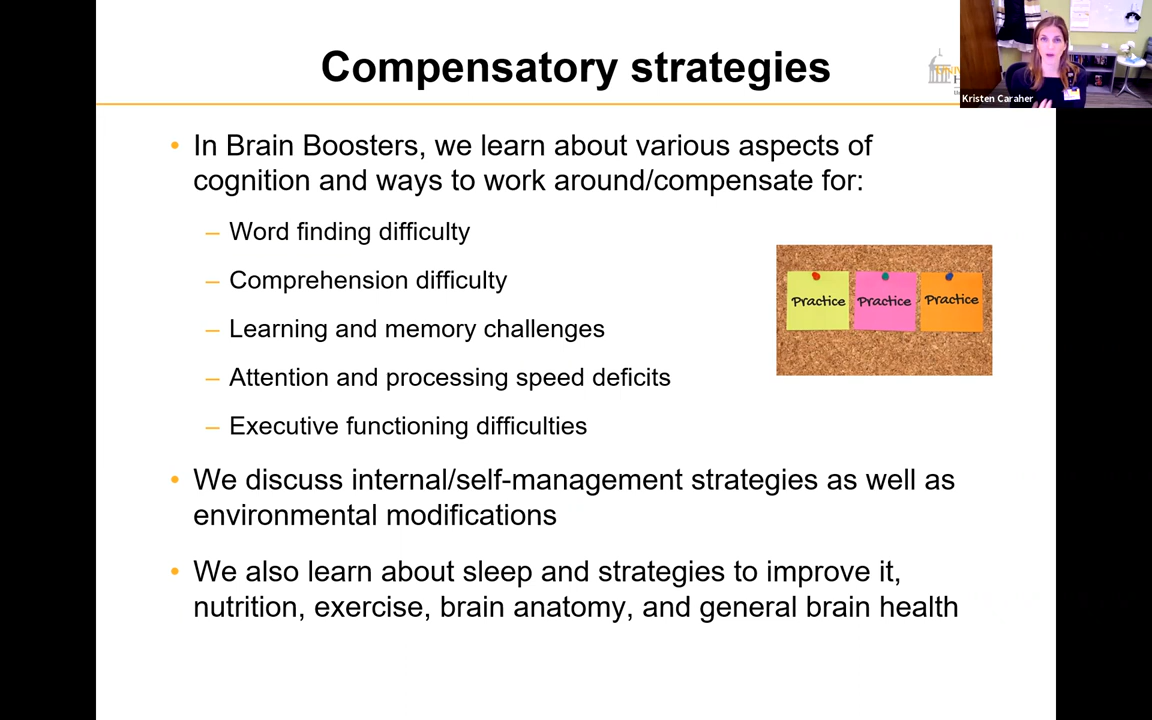 Compensatory strategies
Kristen Caraher
• In Brain Boosters, we learn about various aspects of
cognition and ways to work around/compensate for:
– Word finding difficulty
– Comprehension difficulty
– Learning and memory challenges
– Attention and processing speed deficits
– Executive functioning difficulties
Practice Practice Practice
• We discuss internal/self-management strategies as well as
environmental modifications
• We also learn about sleep and strategies to improve it,
nutrition, exercise, brain anatomy, and general brain health